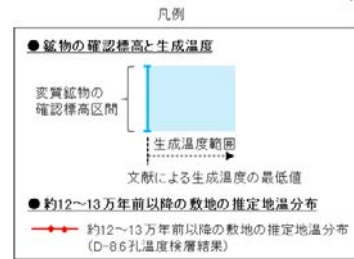 凡例
●鉱物の確認標高と生成温度
変質鉱物の
確認標高区間
生成温度範囲
文献による生成温度の最低値
●約12～13万年前以降の敷地の推定地温分布
約12～13万年前以降の敷地の推定地温分布
(D-8.6孔温度検層結果)